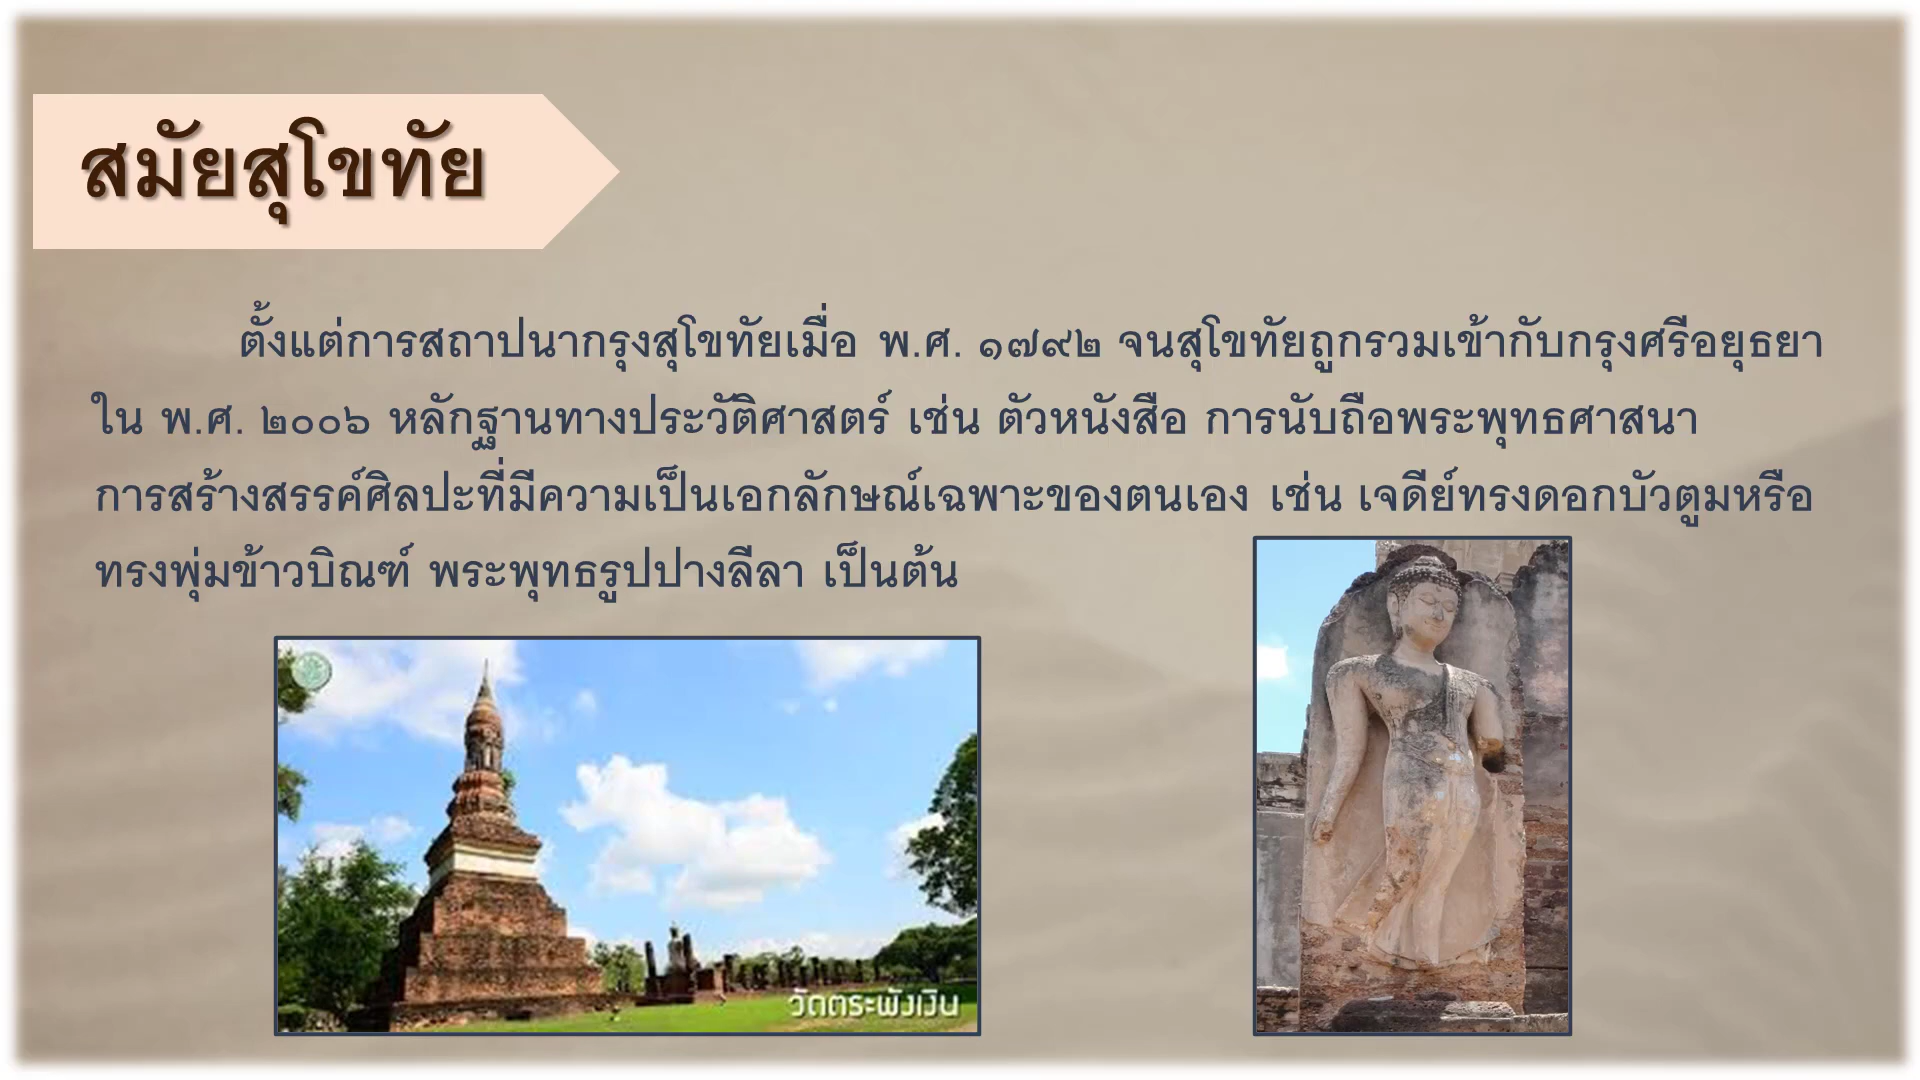 สมัยสุโขทัย
ตั้งแต่การสถาปนากรุงสุโขทัยเมื่อ พ.ศ. ๑๗๙๒ จนสุโขทัยถูกรวมเข้ากับกรุงศรีอยุธยา
ใน พ.ศ. ๒๐๐๖ หลักฐานทางประวัติศาสตร์ เช่น ตัวหนังสือ การนับถือพระพุทธศาสนา
การสร้างสรรค์ศิลปะที่มีความเป็นเอกลักษณ์เฉพาะของตนเอง เช่น เจดีย์ทรงดอกบัวตูมหรือ
ทรงพุ่มข้าวบิณฑ์ พระพุทธรูปปางลีลา เป็นต้น
วัดตระพังเงิน